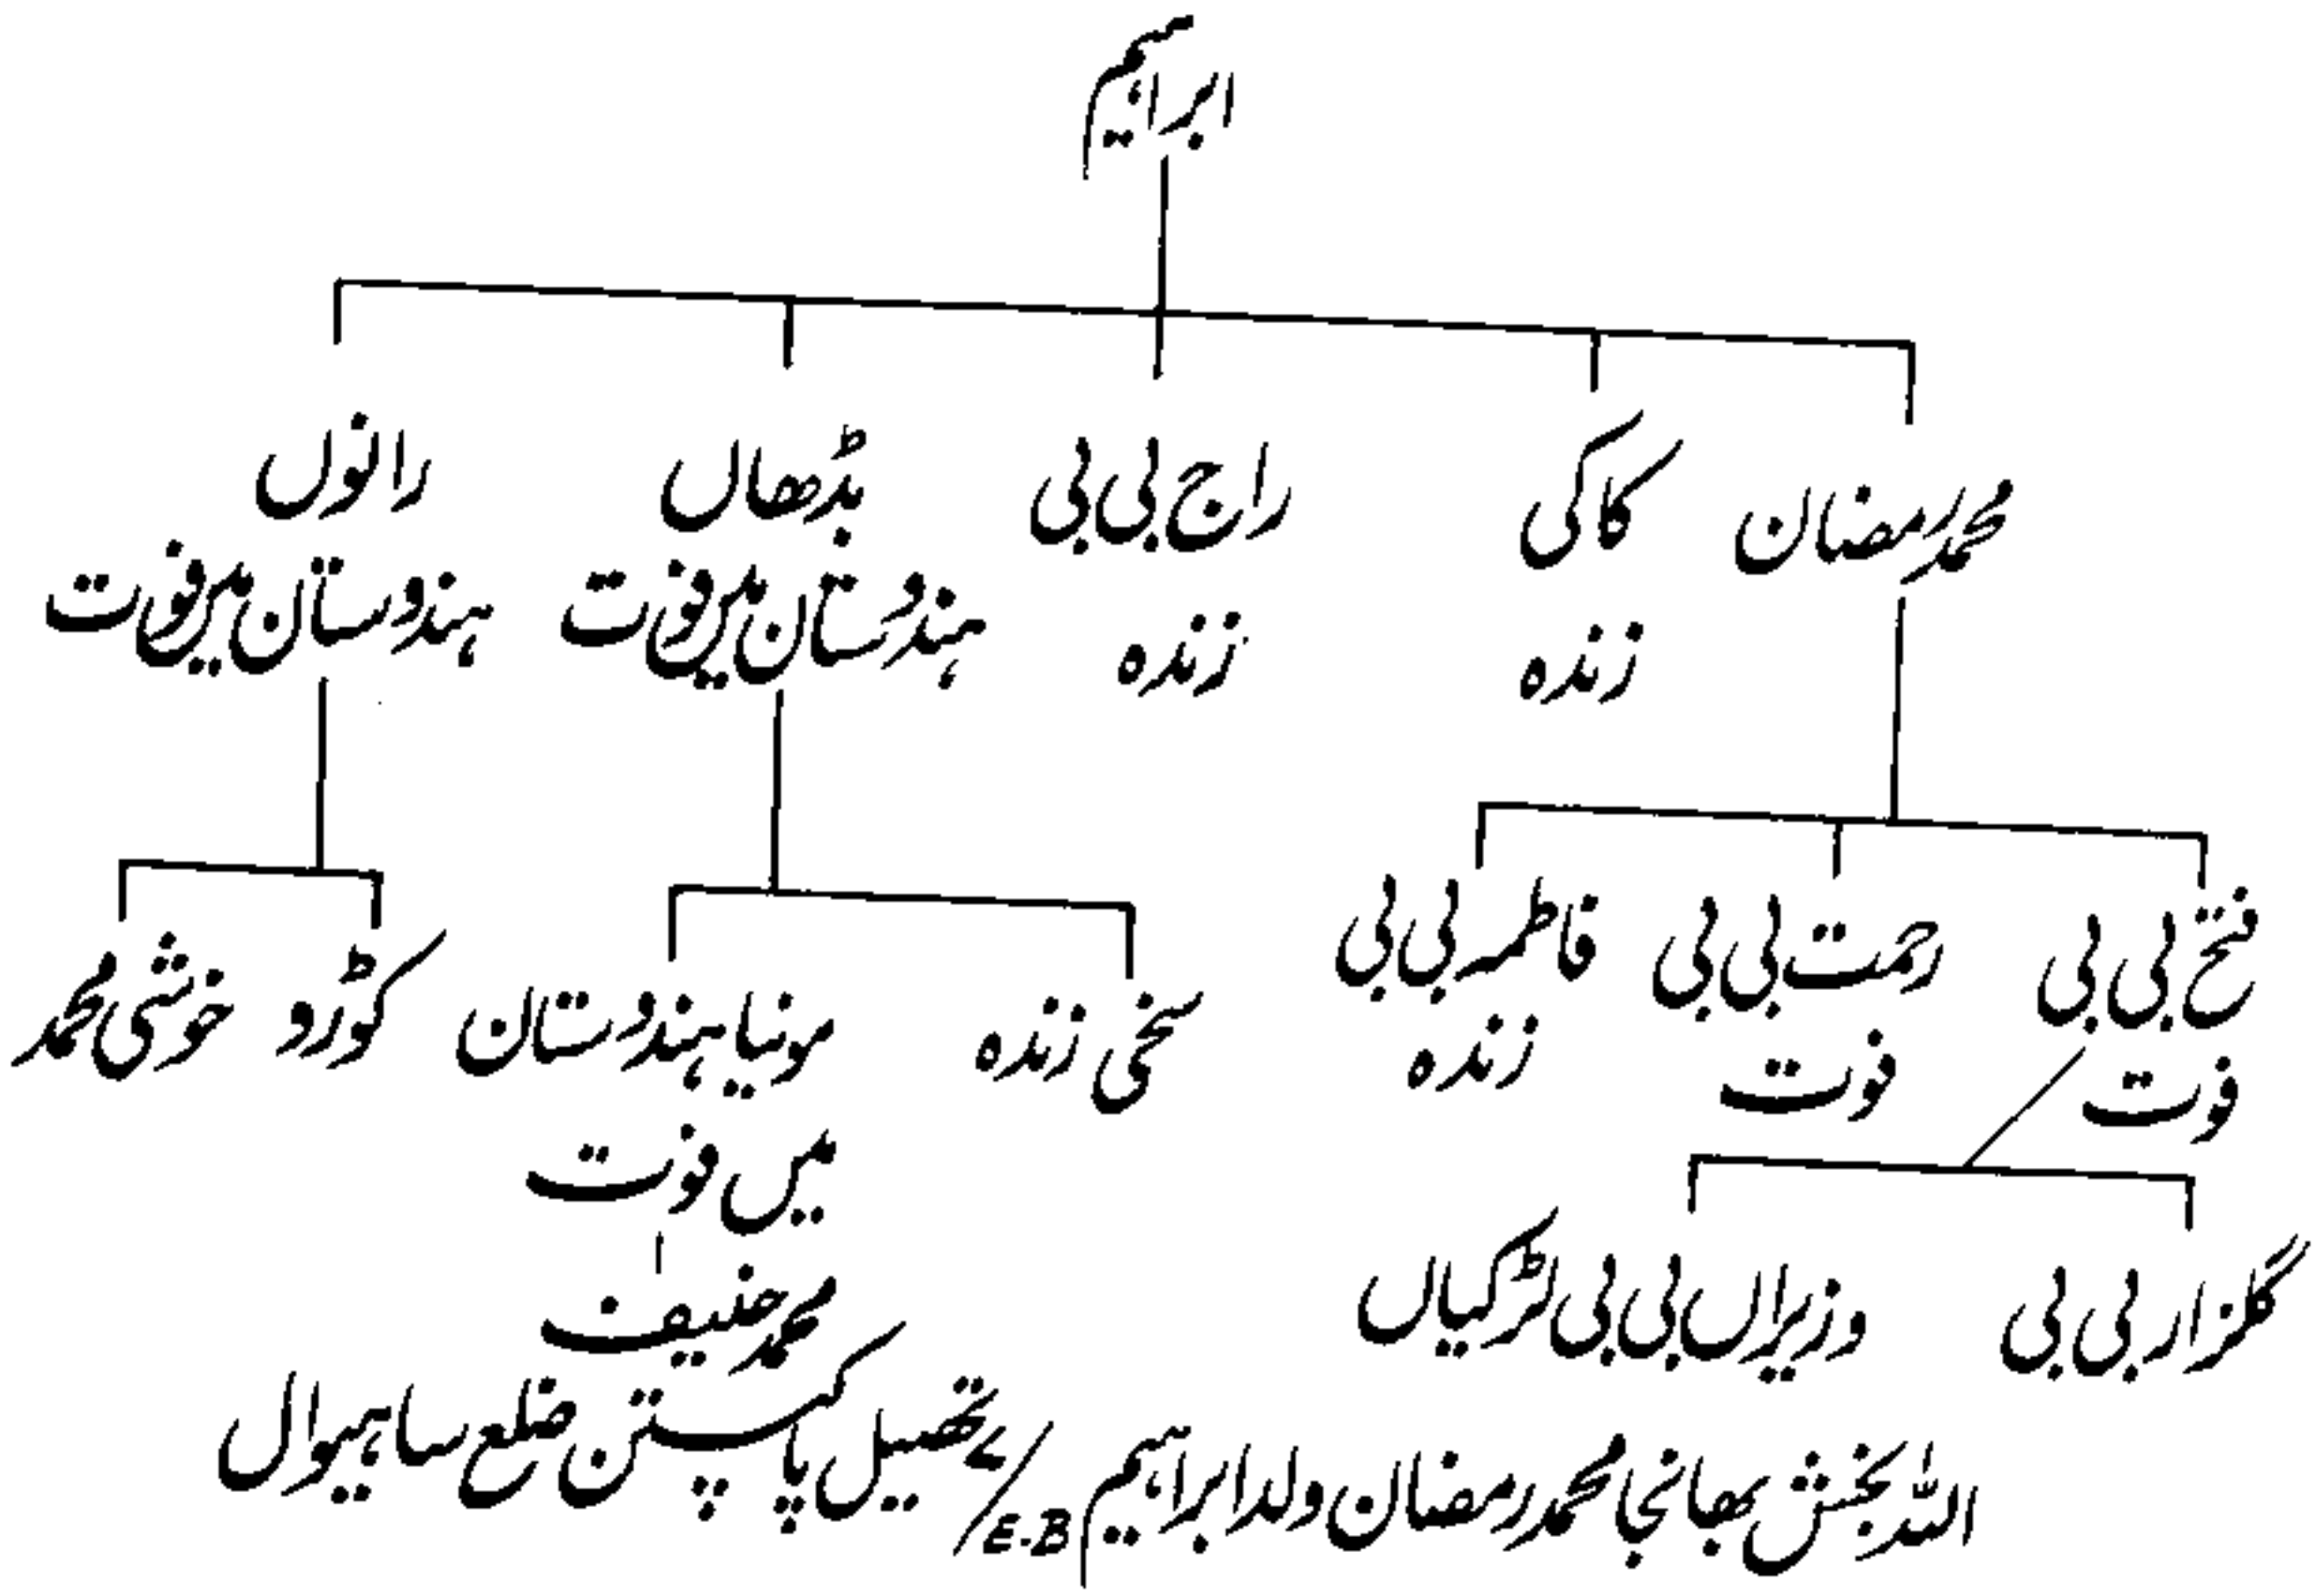 ابراہیم
محمد رمضان کاکی راج بی بی بڈھاں رانوں
زندہ زندہ ہندوستان میں فوت ہندوستان میں فوت
فتح بی بی رحمت بی بی فاطمہ بی بی سخی زندہ مونیا ہندوستان کوڑو خوشی محمد
فوت فوت زندہ میں فوت
گلزار بی بی وزیراں بی بی لڑکیاں محمد حنیف
اللہ بخش بھانجا محمد رمضان ولد ابراہیم E.B/ تحصیل پاکپتن ضلع ساہیوال